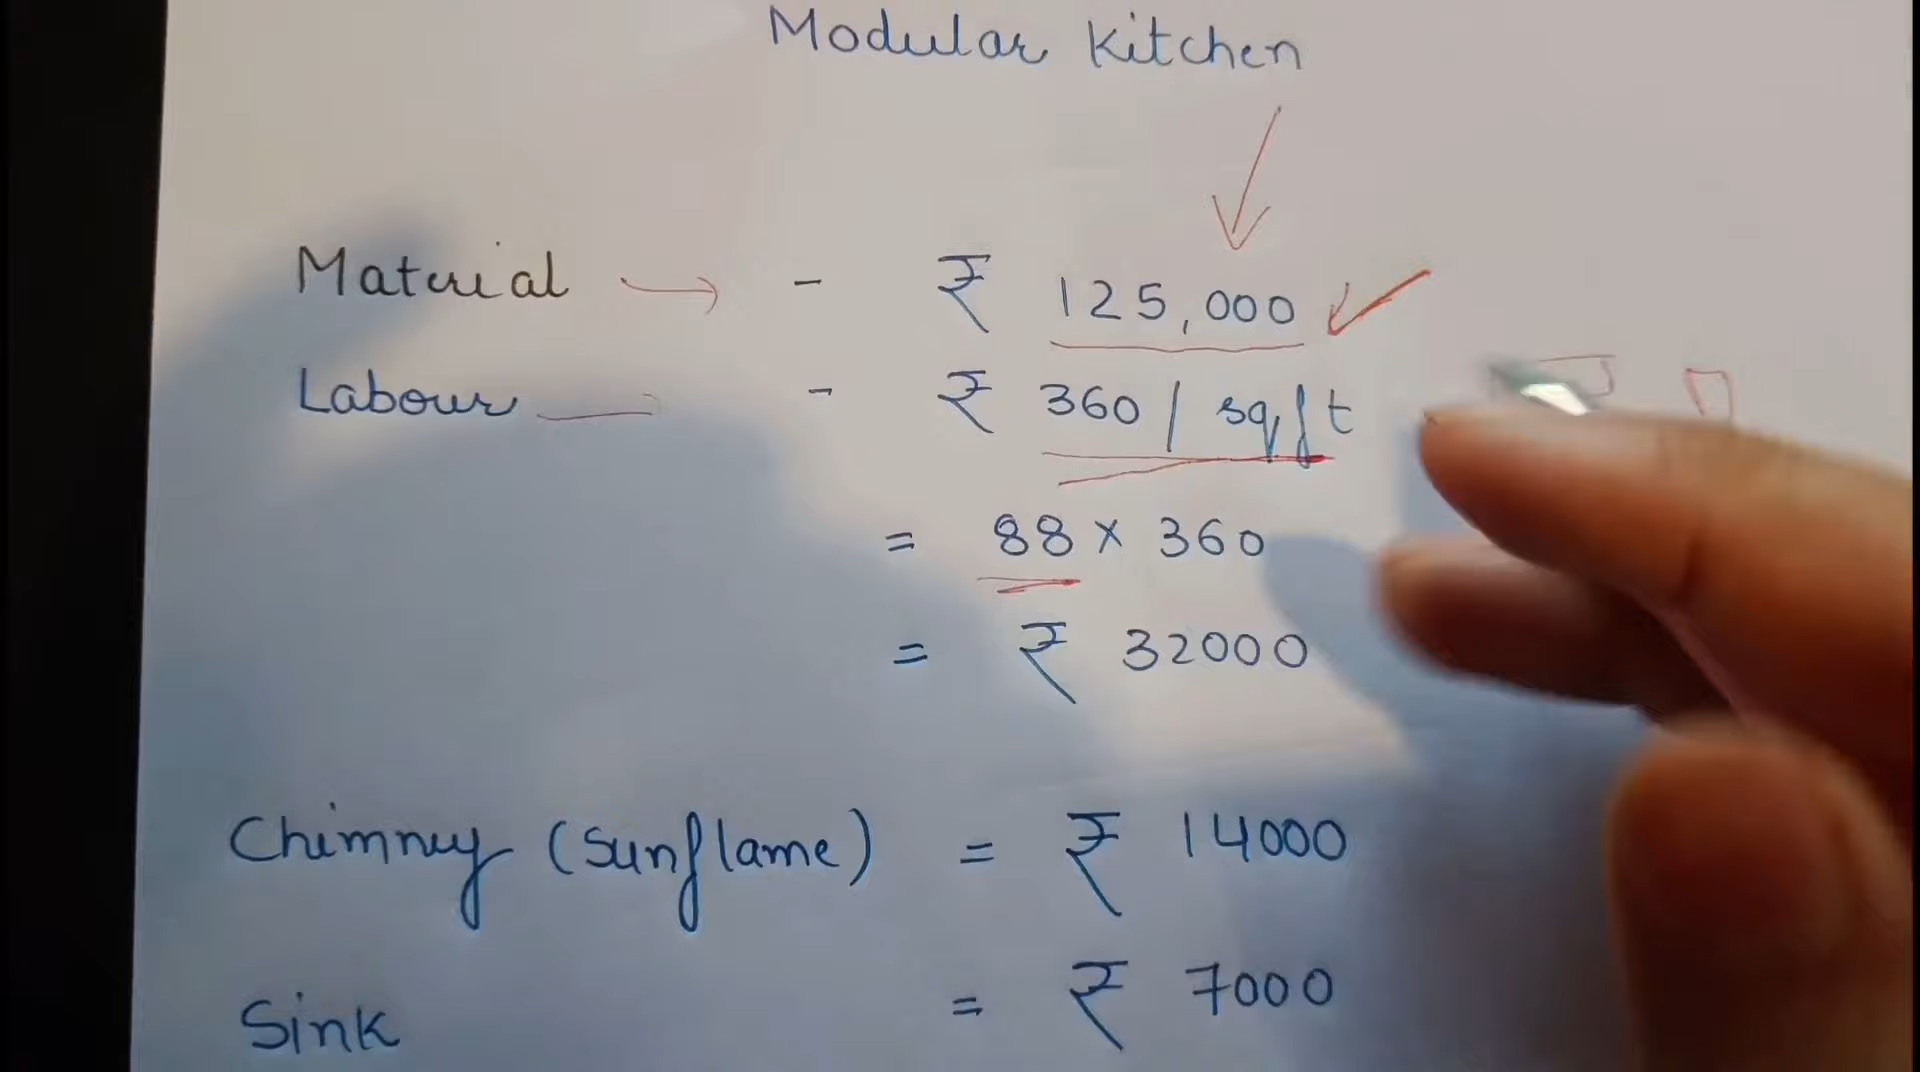 Modular Kitchen
Material → - ₹ 125,000 ✓
Labour - ₹ 360 / sqft
= 88 × 360
= ₹ 32000
Chimney (Sunflame) = ₹ 14000
Sink = ₹ 7000